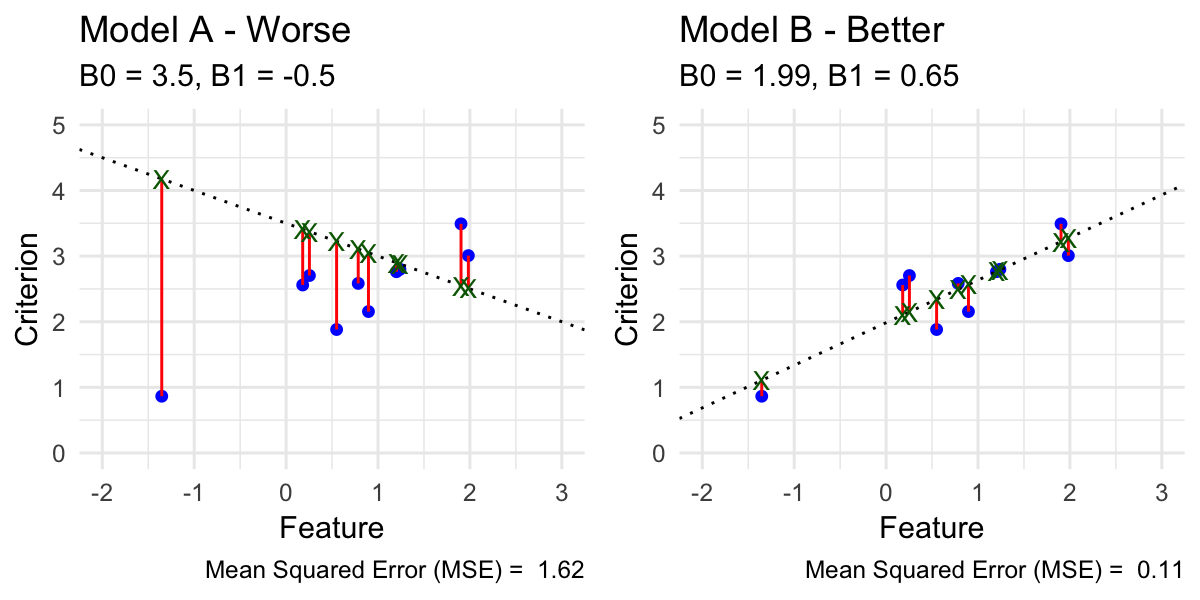 Model A - Worse
B0 = 3.5, B1 = -0.5
5
4
3
2
1
0
Criterion
-2 -1 0 1 2 3
Feature
Mean Squared Error (MSE) = 1.62
Model B - Better
B0 = 1.99, B1 = 0.65
5
4
3
2
1
0
Criterion
-2 -1 0 1 2 3
Feature
Mean Squared Error (MSE) = 0.11